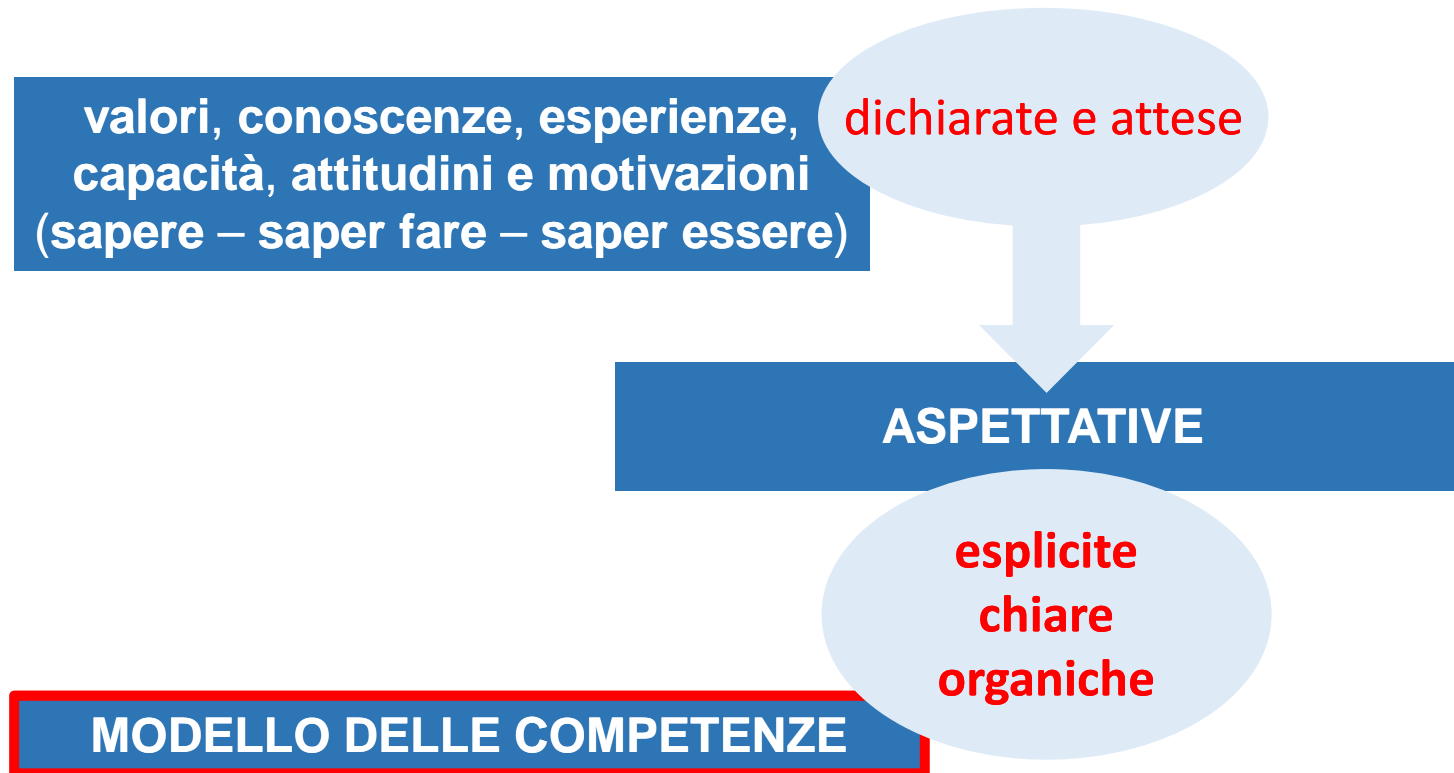 valori, conoscenze, esperienze,
capacità, attitudini e motivazioni
(sapere – saper fare – saper essere)
dichiarate e attese
ASPETTATIVE
esplicite
chiare
organiche
MODELLO DELLE COMPETENZE